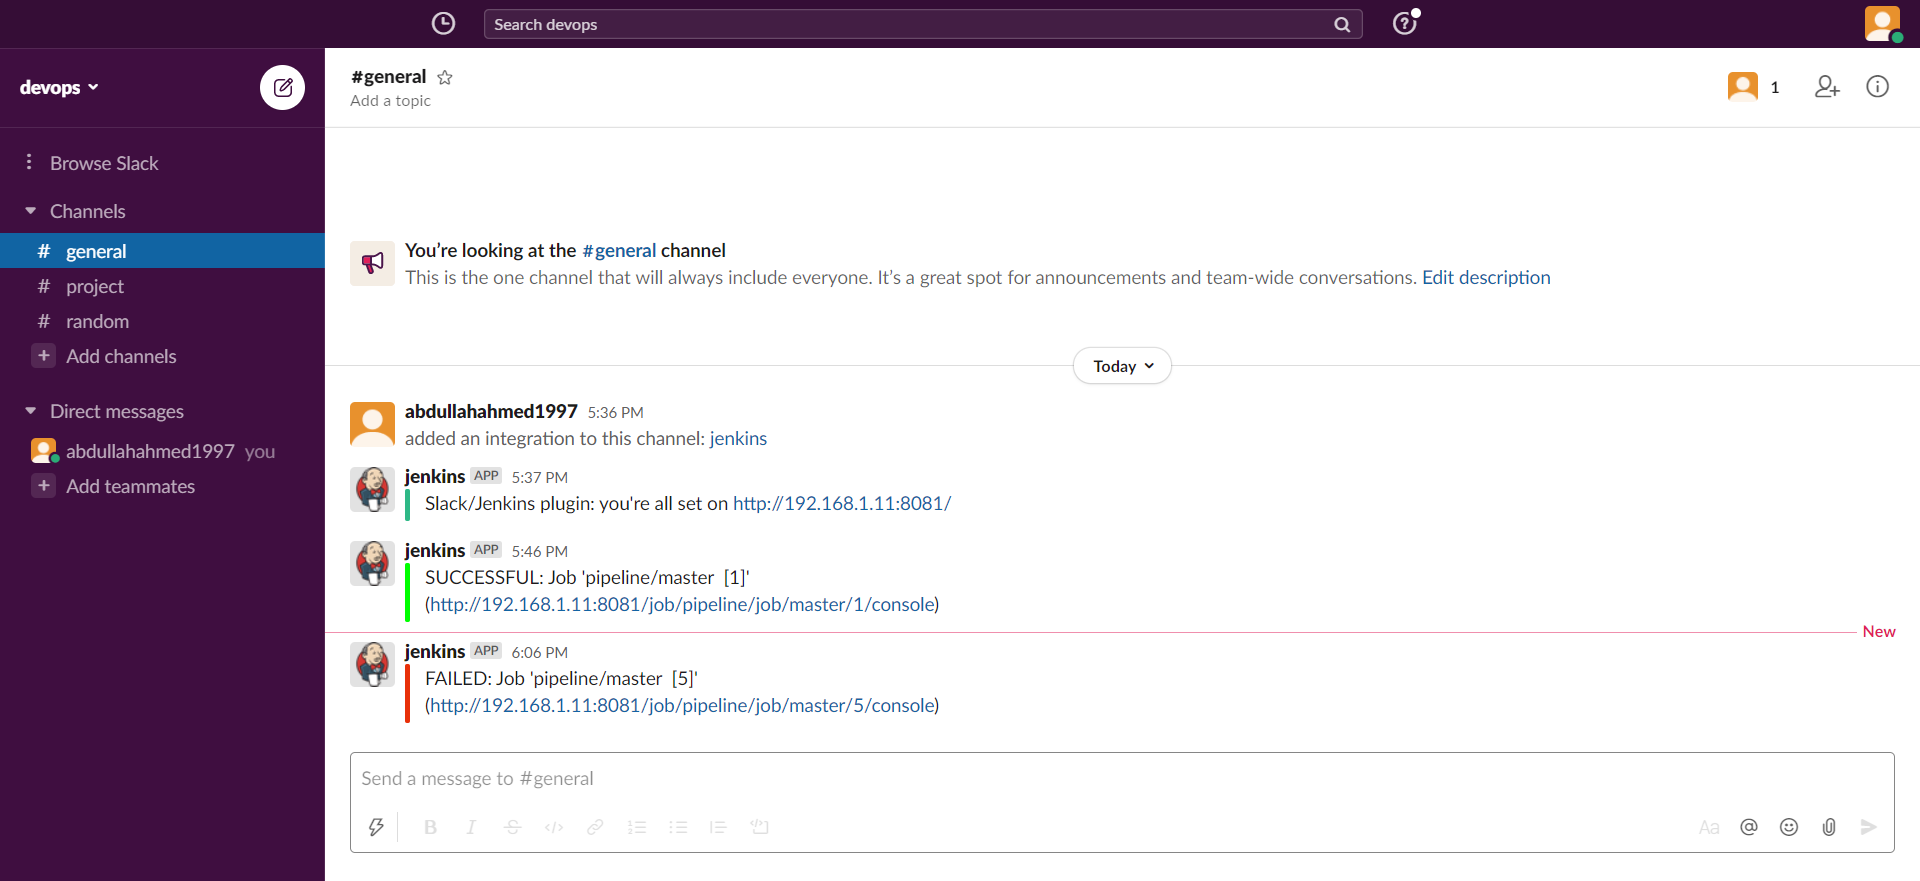 Search devops
devops
Browse Slack
Channels
# general
# project
# random
+ Add channels
Direct messages
abdullahahmed1997 you
+ Add teammates
#general
Add a topic
1
You’re looking at the #general channel
This is the one channel that will always include everyone. It’s a great spot for announcements and team-wide conversations. Edit description
Today
abdullahahmed1997 5:36 PM
added an integration to this channel: jenkins
jenkins APP 5:37 PM
Slack/Jenkins plugin: you're all set on http://192.168.1.11:8081/
jenkins APP 5:46 PM
SUCCESSFUL: Job 'pipeline/master [1]'
(http://192.168.1.11:8081/job/pipeline/job/master/1/console)
New
jenkins APP 6:06 PM
FAILED: Job 'pipeline/master [5]'
(http://192.168.1.11:8081/job/pipeline/job/master/5/console)
Send a message to #general
B I S </> Aa @